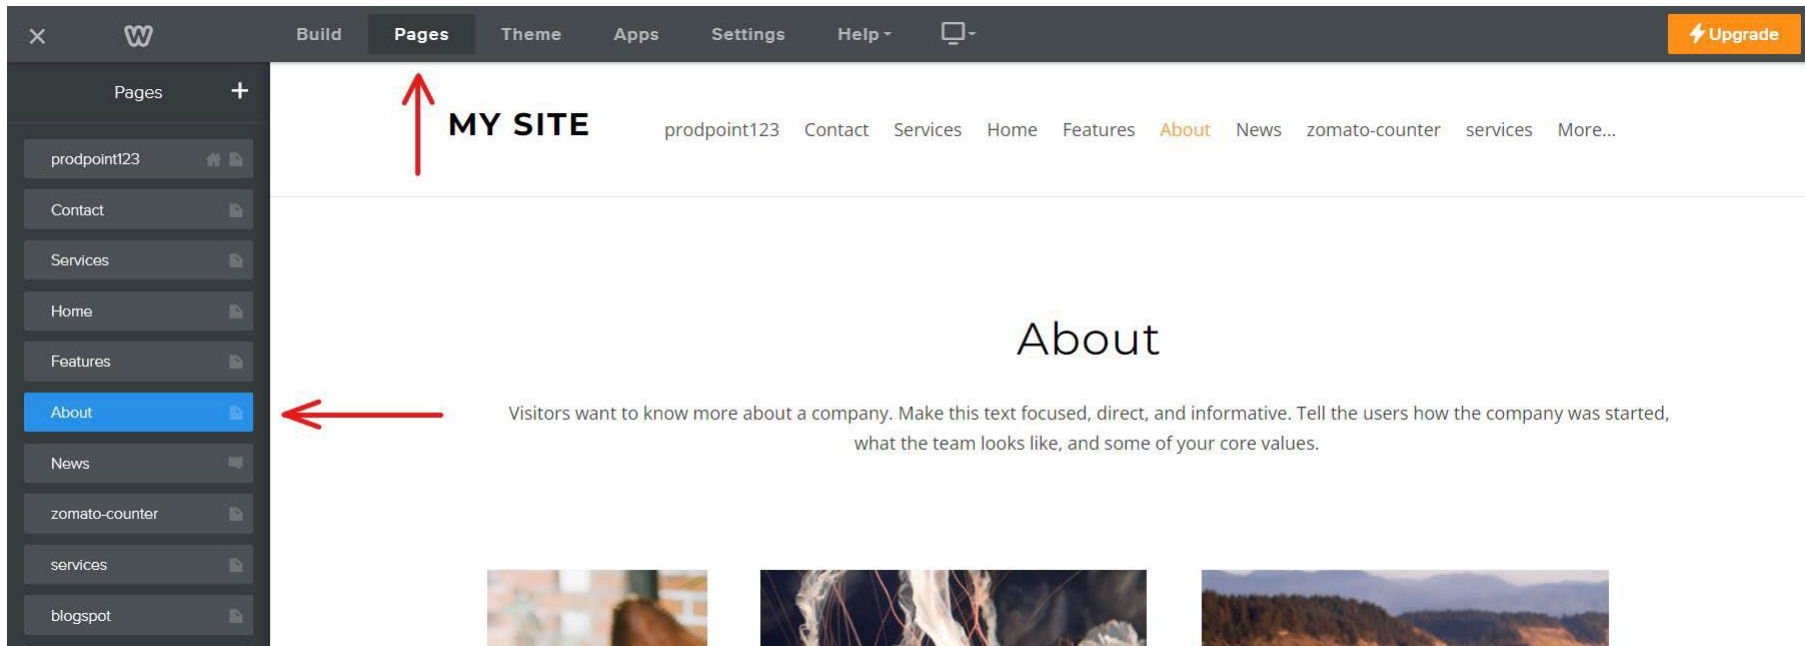 Build Pages Theme Apps Settings Help Upgrade
Pages
prodpoint123
Contact
Services
Home
Features
About
News
zomato-counter
services
blogspot
MY SITE prodpoint123 Contact Services Home Features About News zomato-counter services More...
About
Visitors want to know more about a company. Make this text focused, direct, and informative. Tell the users how the company was started,
what the team looks like, and some of your core values.